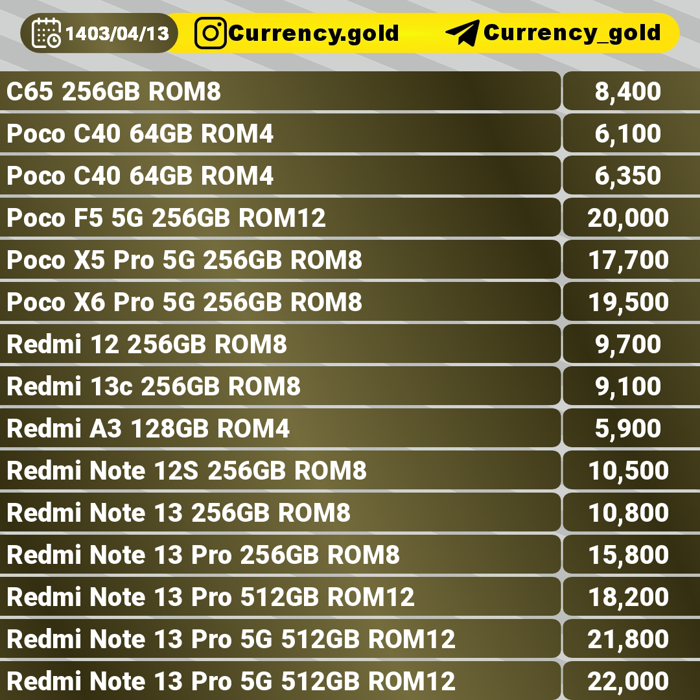 1403/04/13 Currency.gold Currency_gold
C65 256GB ROM8 8,400
Poco C40 64GB ROM4 6,100
Poco C40 64GB ROM4 6,350
Poco F5 5G 256GB ROM12 20,000
Poco X5 Pro 5G 256GB ROM8 17,700
Poco X6 Pro 5G 256GB ROM8 19,500
Redmi 12 256GB ROM8 9,700
Redmi 13c 256GB ROM8 9,100
Redmi A3 128GB ROM4 5,900
Redmi Note 12S 256GB ROM8 10,500
Redmi Note 13 256GB ROM8 10,800
Redmi Note 13 Pro 256GB ROM8 15,800
Redmi Note 13 Pro 512GB ROM12 18,200
Redmi Note 13 Pro 5G 512GB ROM12 21,800
Redmi Note 13 Pro 5G 512GB ROM12 22,000